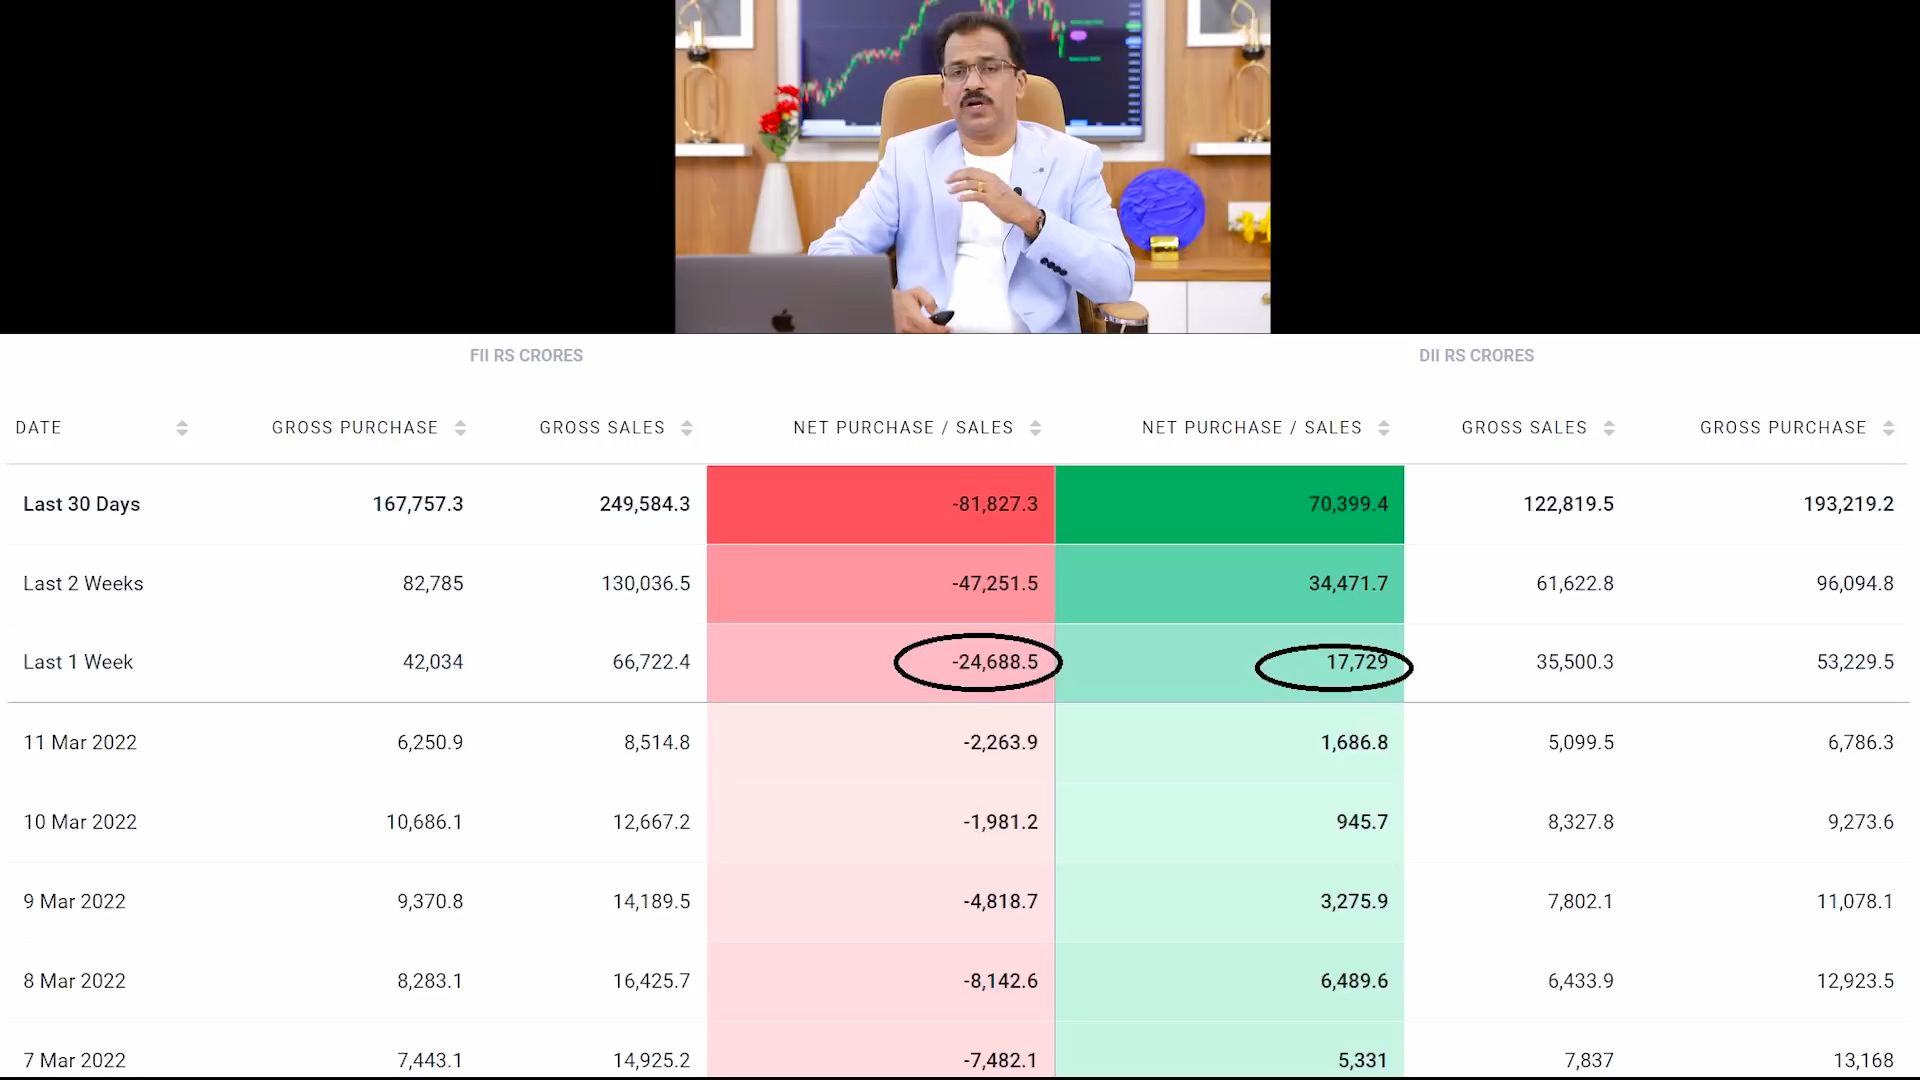 FII RS CRORES DII RS CRORES
DATE GROSS PURCHASE GROSS SALES NET PURCHASE / SALES NET PURCHASE / SALES GROSS SALES GROSS PURCHASE
Last 30 Days 167,757.3 249,584.3 -81,827.3 70,399.4 122,819.5 193,219.2
Last 2 Weeks 82,785 130,036.5 -47,251.5 34,471.7 61,622.8 96,094.8
Last 1 Week 42,034 66,722.4 -24,688.5 17,729 35,500.3 53,229.5
11 Mar 2022 6,250.9 8,514.8 -2,263.9 1,686.8 5,099.5 6,786.3
10 Mar 2022 10,686.1 12,667.2 -1,981.2 945.7 8,327.8 9,273.6
9 Mar 2022 9,370.8 14,189.5 -4,818.7 3,275.9 7,802.1 11,078.1
8 Mar 2022 8,283.1 16,425.7 -8,142.6 6,489.6 6,433.9 12,923.5
7 Mar 2022 7,443.1 14,925.2 -7,482.1 5,331 7,837 13,168